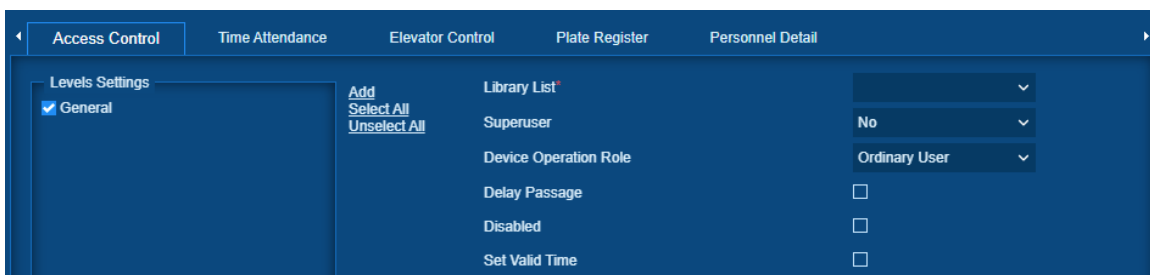 Access Control Time Attendance Elevator Control Plate Register Personnel Detail
Levels Settings
General
Add
Select All
Unselect All
Library List*
Superuser No
Device Operation Role Ordinary User
Delay Passage
Disabled
Set Valid Time